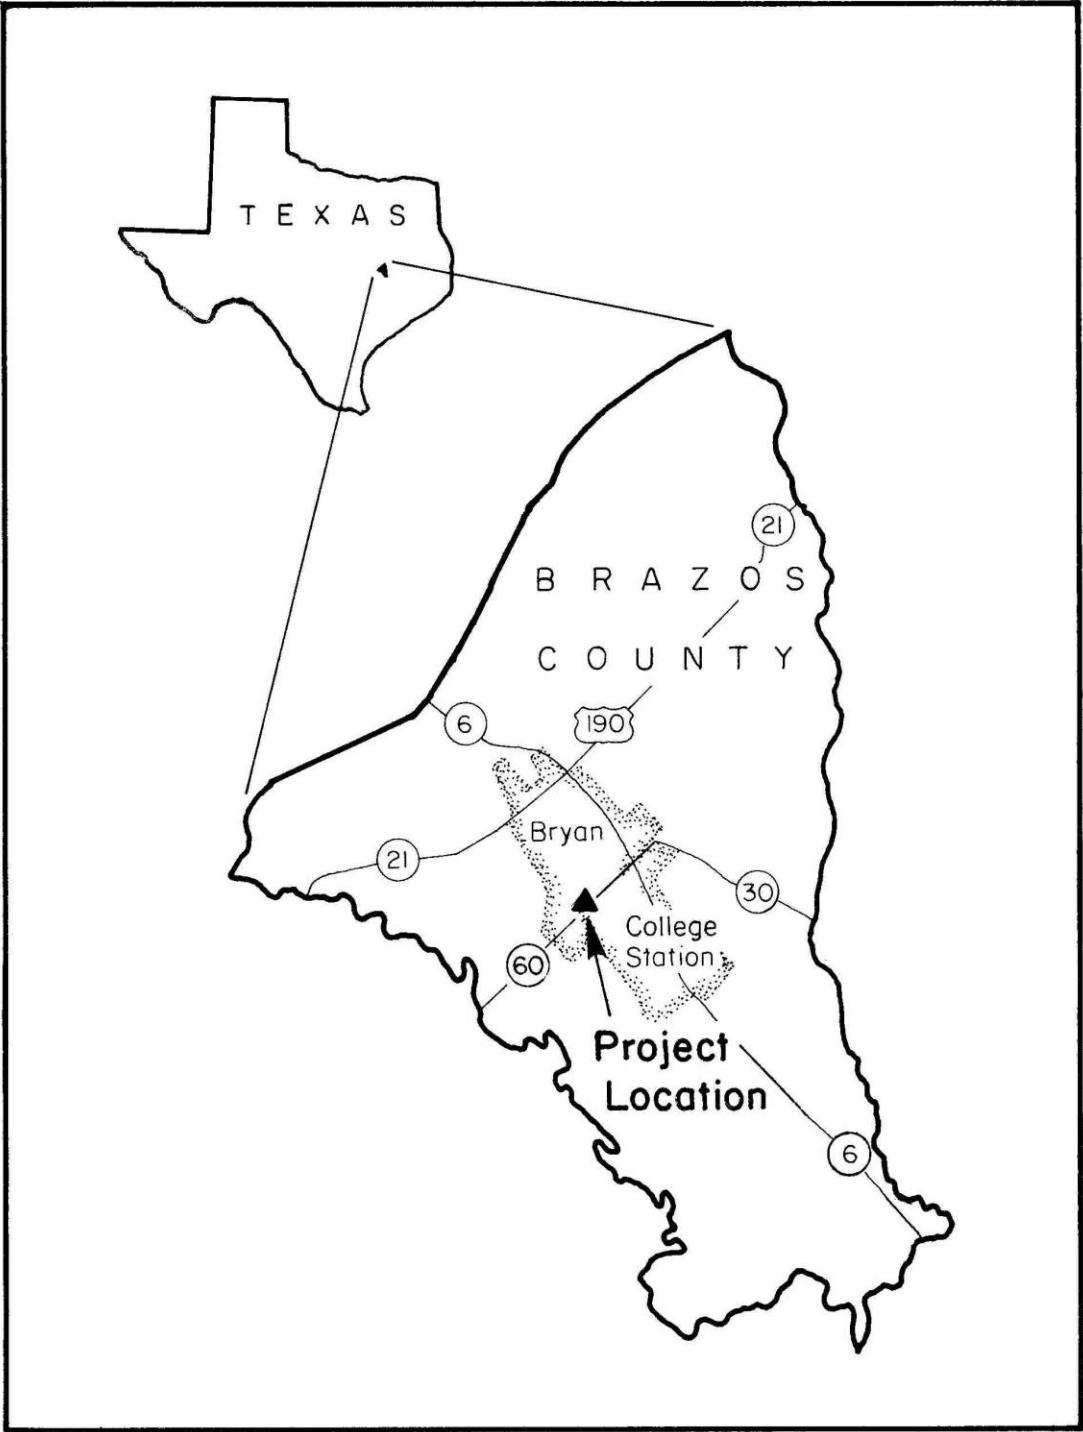 TEXAS
21
BRAZOS
COUNTY
6
190
Bryan
21
30
College
Station
60
Project
Location
6